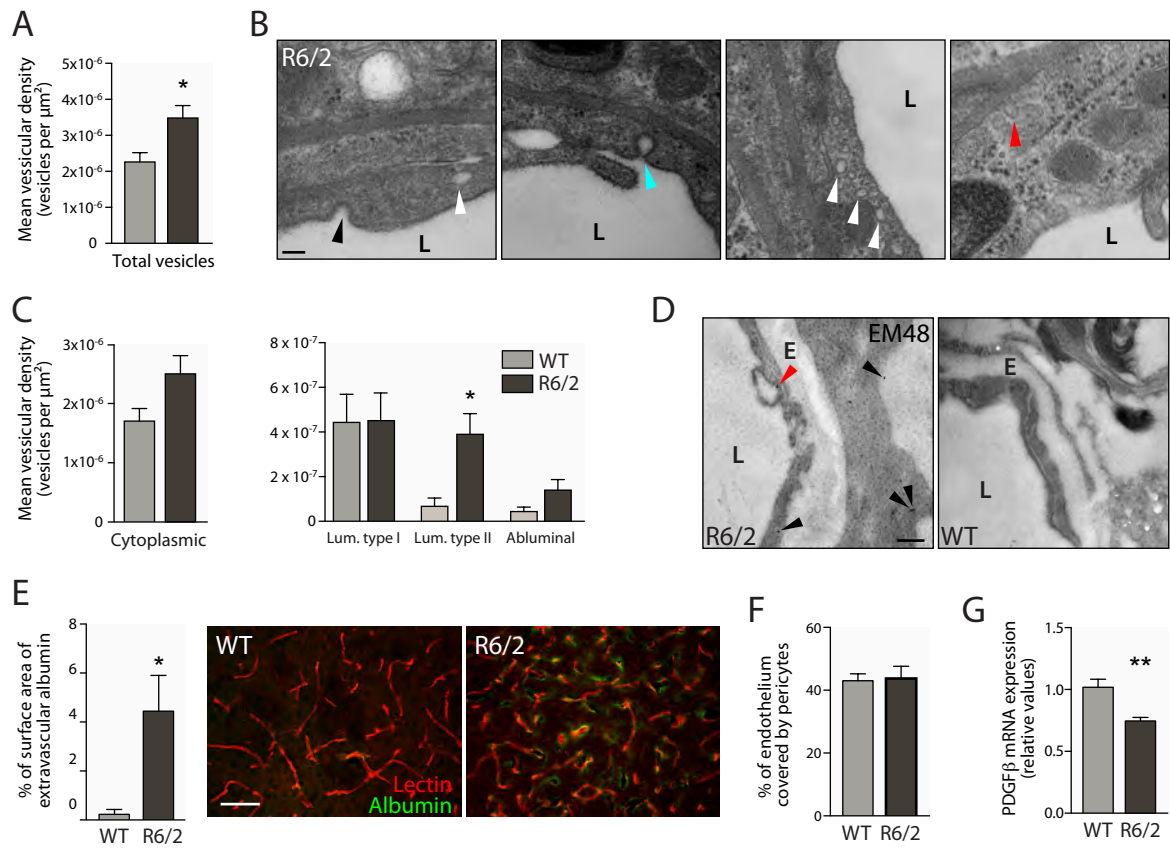 A
Mean vessicular density
(vesicles per µm²)
5x10⁻⁶
4x10⁻⁶
3x10⁻⁶
2x10⁻⁶
1x10⁻⁶
0
*
Total vesicles
B
R6/2
L
L
L
L
C
Mean vessicular density
(vesicles per µm²)
3x10⁻⁶
2x10⁻⁶
1x10⁻⁶
0
Cytoplasmic
8 x 10⁻⁷
6 x 10⁻⁷
4 x 10⁻⁷
2 x 10⁻⁷
0
WT
R6/2
*
Lum. type I
Lum. type II
Abluminal
D
E
EM48
L
R6/2
E
L
WT
E
% of surface area of
extravascular albumin
8
6
4
2
0
*
WT
R6/2
WT
Lectin
Albumin
R6/2
F
% of endothelium
covered by pericytes
60
40
20
0
WT R6/2
G
PDGFβ mRNA expression
(relative values)
1.5
1.0
0.5
0.0
**
WT R6/2